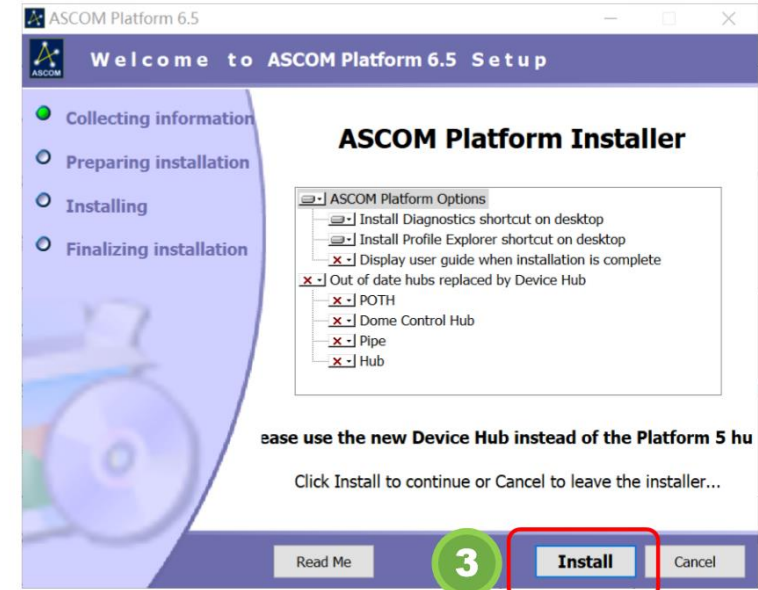 ASCOM Platform 6.5
ASCOM
Welcome to ASCOM Platform 6.5 Setup
Collecting information
Preparing installation
Installing
Finalizing installation
ASCOM Platform Installer
ASCOM Platform Options
Install Diagnostics shortcut on desktop
Install Profile Explorer shortcut on desktop
Display user guide when installation is complete
Out of date hubs replaced by Device Hub
POTH
Dome Control Hub
Pipe
Hub
ease use the new Device Hub instead of the Platform 5 hu
Click Install to continue or Cancel to leave the installer...
Read Me
3
Install
Cancel